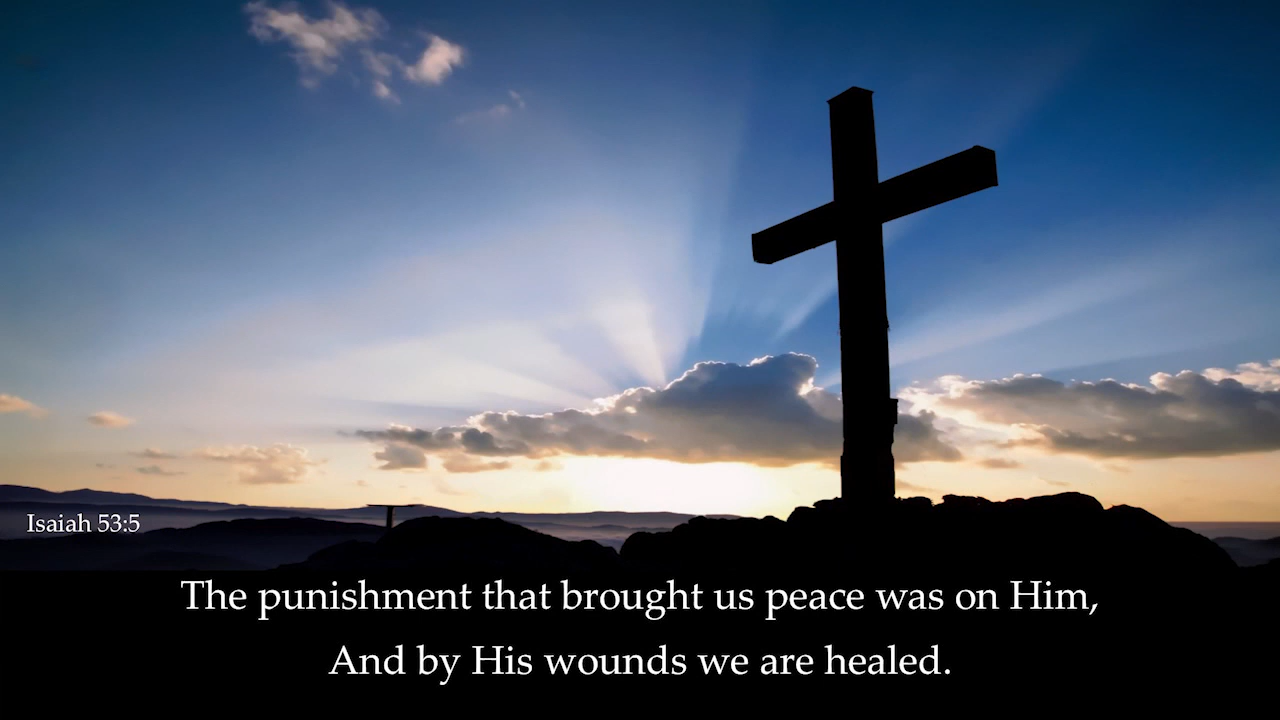 Isaiah 53:5
The punishment that brought us peace was on Him,
And by His wounds we are healed.